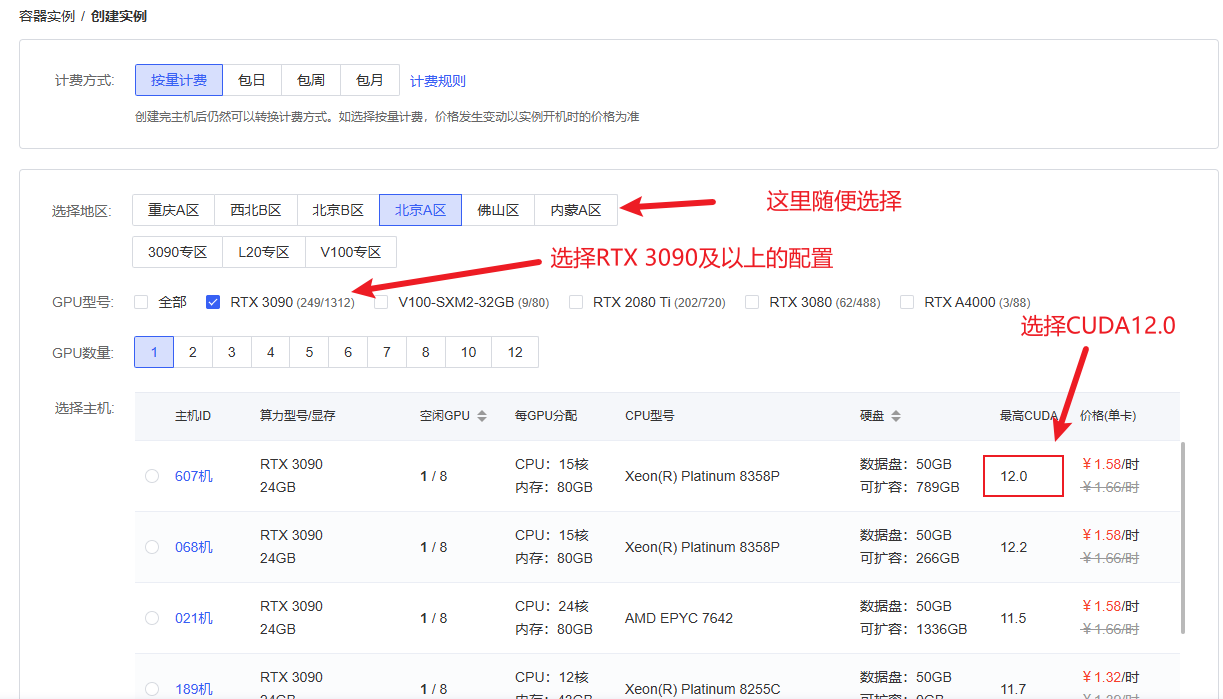 容器实例 / 创建实例
计费方式: 按量计费 包日 包周 包月 计费规则
创建完主机后仍然可以转换计费方式。如选择按量计费，价格发生变动以实例开机时的价格为准
选择地区: 重庆A区 西北B区 北京B区 北京A区 佛山区 内蒙A区 这里随便选择
3090专区 L20专区 V100专区
选择RTX 3090及以上的配置
GPU型号: 全部 RTX 3090 (249/1312) V100-SXM2-32GB (9/80) RTX 2080 Ti (202/720) RTX 3080 (62/488) RTX A4000 (3/88)
选择CUDA12.0
GPU数量: 1 2 3 4 5 6 7 8 10 12
选择主机: 主机ID 算力型号/显存 空闲GPU 每GPU分配 CPU型号 硬盘 最高CUDA 价格(单卡)
RTX 3090 CPU：15核 数据盘：50GB ￥1.58/时
607机 1 / 8 Xeon(R) Platinum 8358P 12.0
24GB 内存：80GB 可扩容：789GB ￥1.66/时
RTX 3090 CPU：15核 数据盘：50GB ￥1.58/时
068机 1 / 8 Xeon(R) Platinum 8358P 12.2
24GB 内存：80GB 可扩容：266GB ￥1.66/时
RTX 3090 CPU：24核 数据盘：50GB ￥1.58/时
021机 1 / 8 AMD EPYC 7642 11.5
24GB 内存：80GB 可扩容：1336GB ￥1.66/时
RTX 3090 CPU：12核 数据盘：50GB ￥1.32/时
189机 1 / 8 Xeon(R) Platinum 8255C 11.7